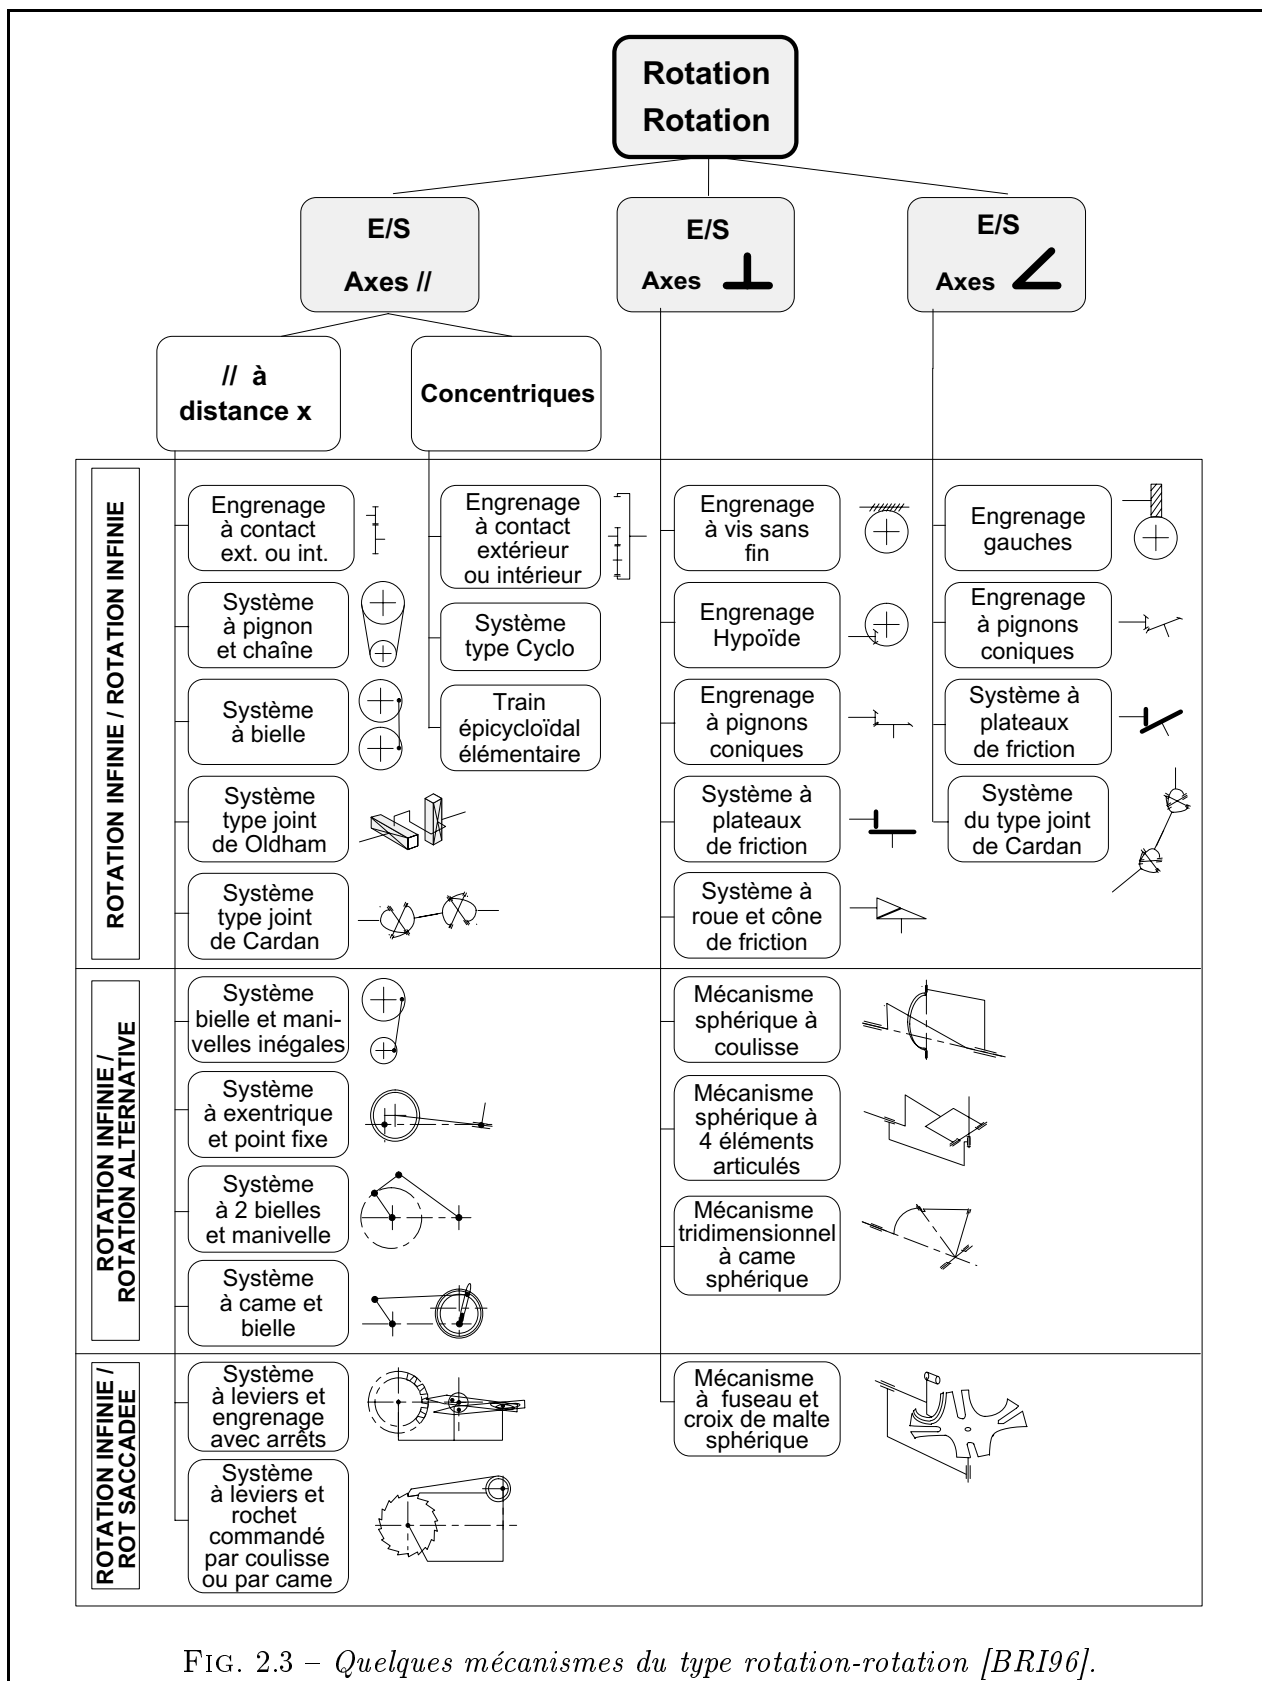 Rotation
Rotation
E/S
Axes //
E/S
Axes
E/S
Axes
// à
distance x
Concentriques
ROTATION INFINIE / ROTATION INFINIE
Engrenage
à contact
ext. ou int.
Système
à pignon
et chaîne
Système
à bielle
Système
type joint
de Oldham
Système
type joint
de Cardan
Engrenage
à contact
extérieur
ou intérieur
Système
type Cyclo
Train
épicycloïdal
élémentaire
Engrenage
à vis sans
fin
Engrenage
Hypoïde
Engrenage
à pignons
coniques
Système à
plateaux
de friction
Système à
roue et cône
de friction
Engrenage
gauches
Engrenage
à pignons
coniques
Système à
plateaux
de friction
Système
du type joint
de Cardan
ROTATION INFINIE /
ROTATION ALTERNATIVE
Système
bielle et mani-
velles inégales
Système
à exentrique
et point fixe
Système
à 2 bielles
et manivelle
Système
à came et
bielle
Mécanisme
sphérique à
coulisse
Mécanisme
sphérique à
4 éléments
articulés
Mécanisme
tridimensionnel
à came
sphérique
ROTATION INFINIE /
ROT SACCADEE
Système
à leviers et
engrenage
avec arrêts
Système
à leviers et
rochet
commandé
par coulisse
ou par came
Mécanisme
à fuseau et
croix de malte
sphérique
FIG. 2.3 – Quelques mécanismes du type rotation-rotation [BRI96].